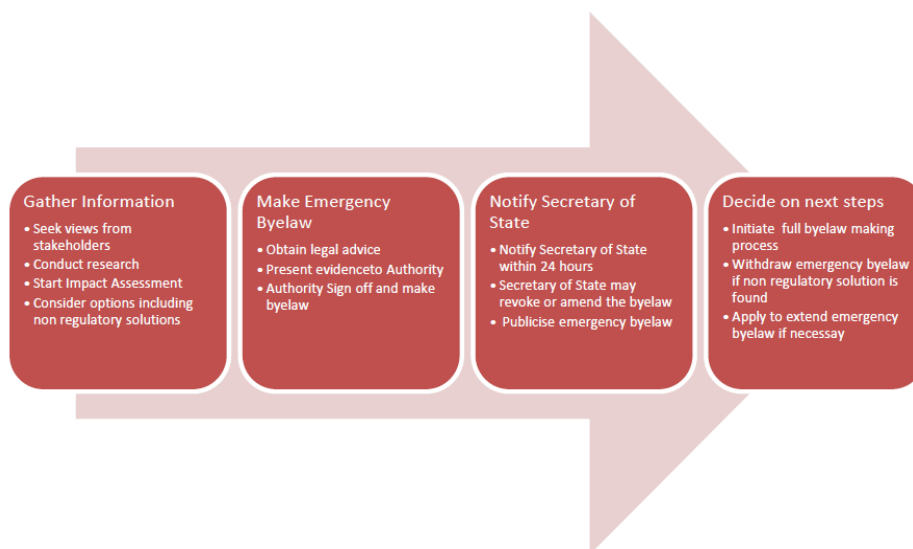 Gather Information
• Seek views from
stakeholders
• Conduct research
• Start Impact Assessment
• Consider options including
non regulatory solutions
Make Emergency
Byelaw
• Obtain legal advice
• Present evidenceto Authority
• Authority Sign off and make
byelaw
Notify Secretary of
State
• Notify Secretary of State
within 24 hours
• Secretary of State may
revoke or amend the byelaw
• Publicise emergency byelaw
Decide on next steps
• Initiate full byelaw making
process
• Withdraw emergency byelaw
if non regulatory solution is
found
• Apply to extend emergency
byelaw if necessay